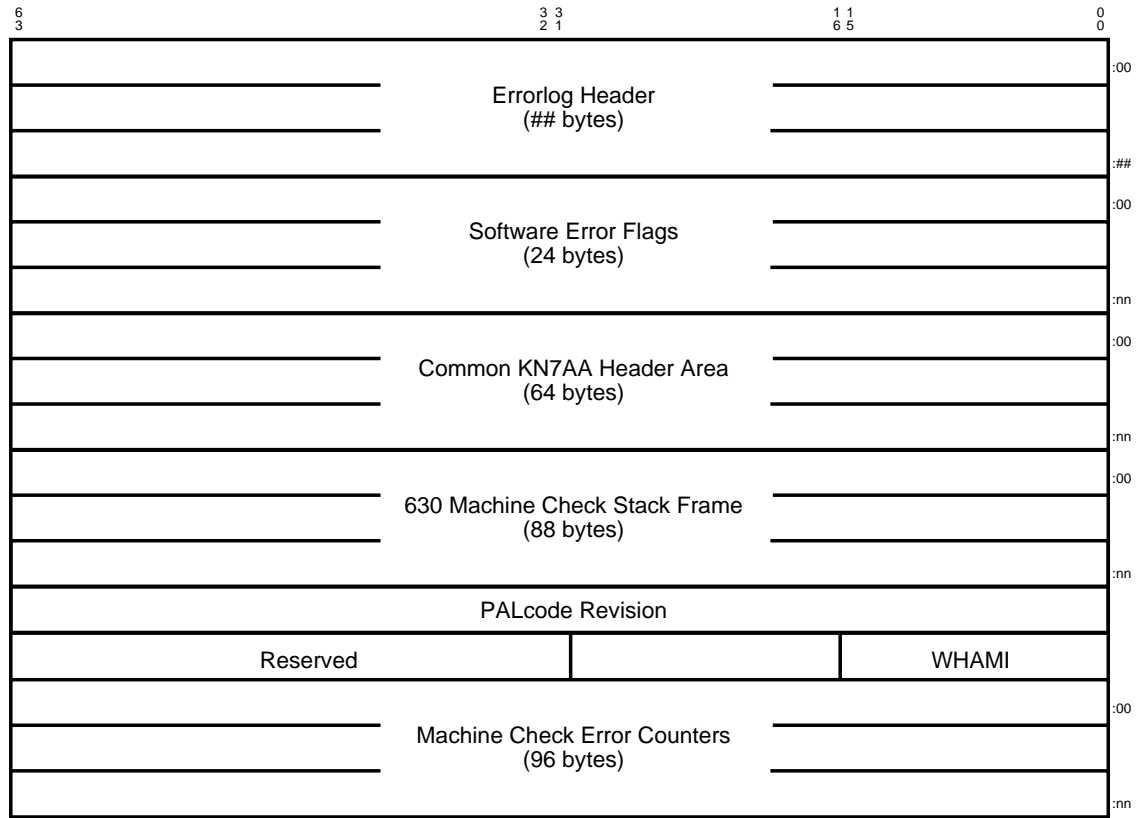 6 3 3 1 1 0
3 2 1 6 5 0
:00
Errorlog Header
(## bytes)
:##
:00
Software Error Flags
(24 bytes)
:nn
:00
Common KN7AA Header Area
(64 bytes)
:nn
:00
630 Machine Check Stack Frame
(88 bytes)
:nn
PALcode Revision
Reserved WHAMI
:00
Machine Check Error Counters
(96 bytes)
:nn